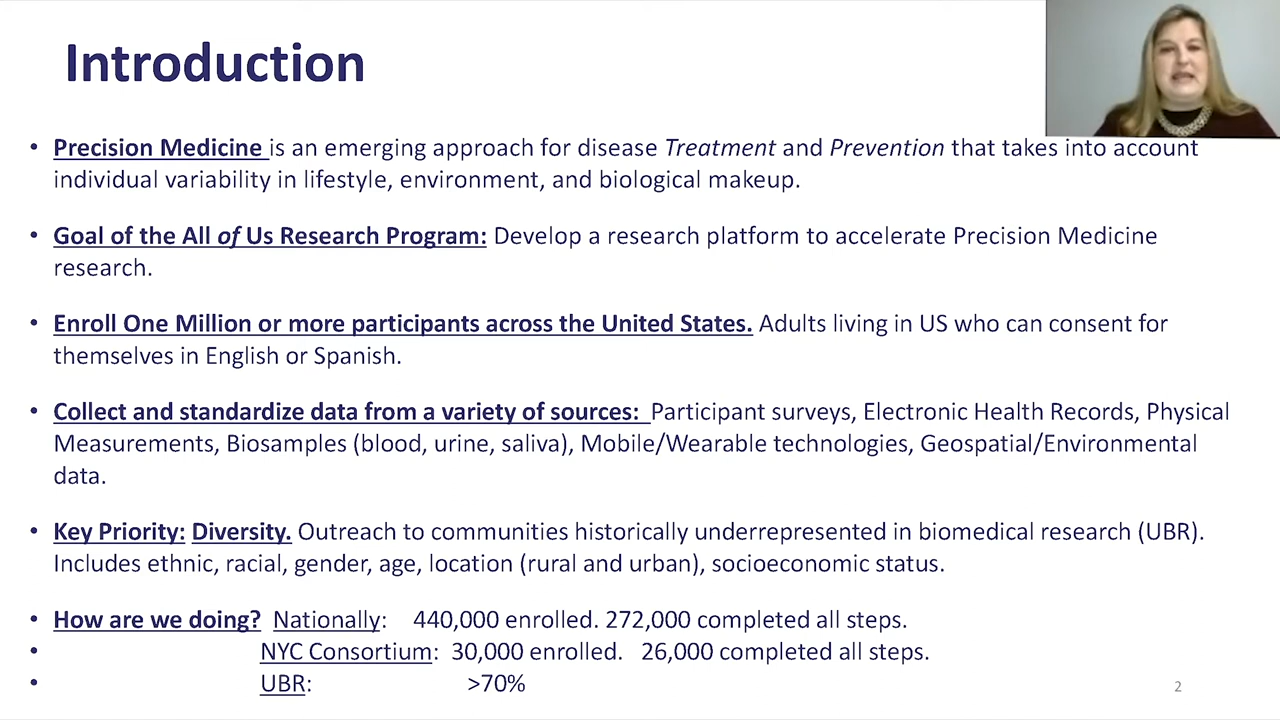 Introduction
• Precision Medicine is an emerging approach for disease Treatment and Prevention that takes into account
individual variability in lifestyle, environment, and biological makeup.
• Goal of the All of Us Research Program: Develop a research platform to accelerate Precision Medicine
research.
• Enroll One Million or more participants across the United States. Adults living in US who can consent for
themselves in English or Spanish.
• Collect and standardize data from a variety of sources: Participant surveys, Electronic Health Records, Physical
Measurements, Biosamples (blood, urine, saliva), Mobile/Wearable technologies, Geospatial/Environmental
data.
• Key Priority: Diversity. Outreach to communities historically underrepresented in biomedical research (UBR).
Includes ethnic, racial, gender, age, location (rural and urban), socioeconomic status.
• How are we doing? Nationally: 440,000 enrolled. 272,000 completed all steps.
• NYC Consortium: 30,000 enrolled. 26,000 completed all steps.
• UBR: >70%
2